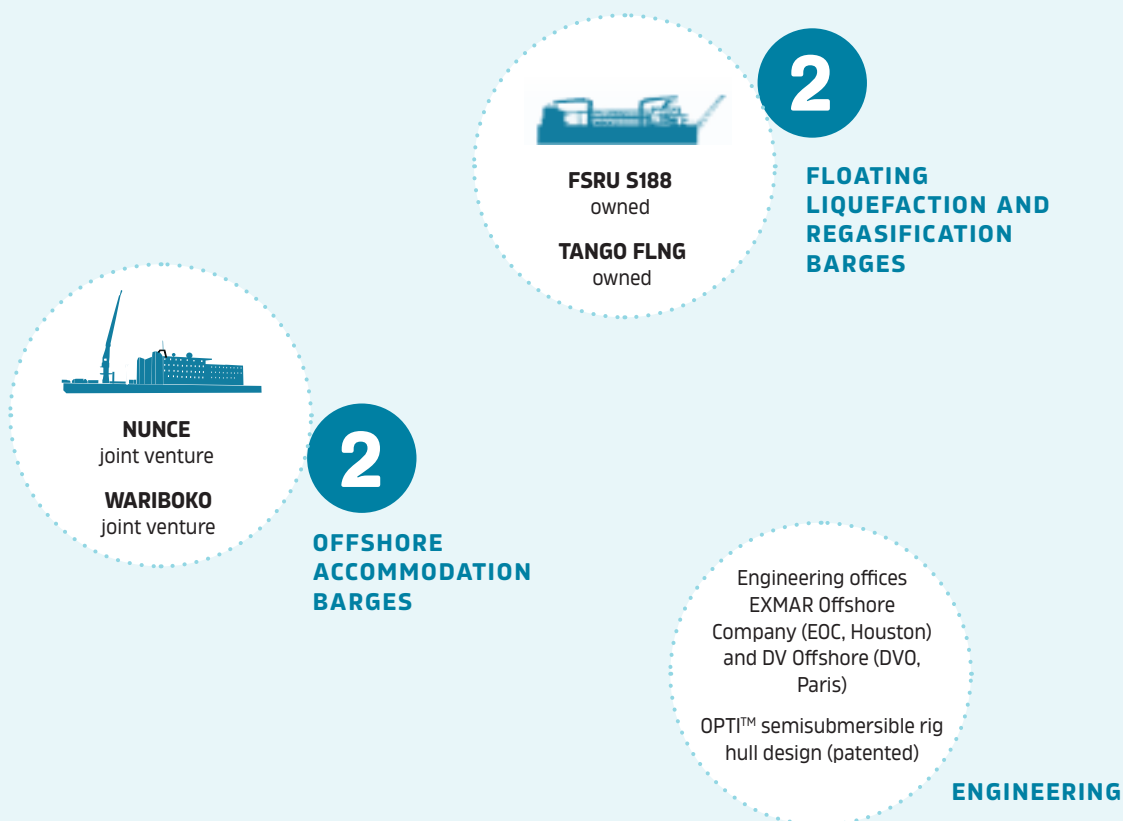 2
FSRU S188
owned
TANGO FLNG
owned
FLOATING
LIQUEFACTION AND
REGASIFICATION
BARGES
NUNCE
joint venture
WARIBOKO
joint venture
2
OFFSHORE
ACCOMMODATION
BARGES
Engineering offices
EXMAR Offshore
Company (EOC, Houston)
and DV Offshore (DVO,
Paris)
OPTI™ semisubmersible rig
hull design (patented)
ENGINEERING